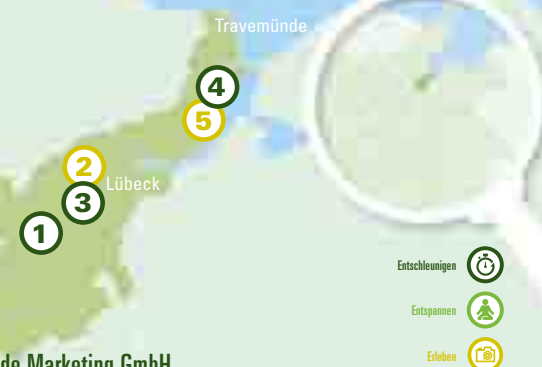 Travemünde
4
5
2
Lübeck
3
1
Entschleunigen
Entspannen
Erleben
de Marketing GmbH